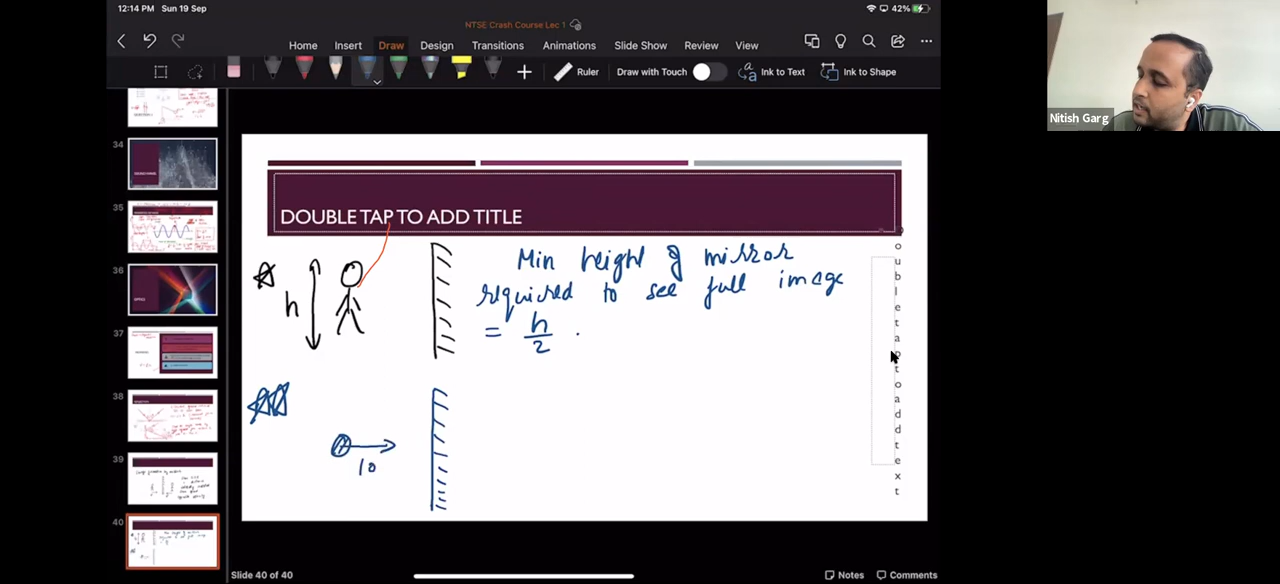 12:14 PM Sun 19 Sep
42%
NTSE Crash Course Lec 1
Home Insert Draw Design Transitions Animations Slide Show Review View
Ruler Draw with Touch Ink to Text Ink to Shape
Nitish Garg
34
35
36
37
38
39
40
DOUBLE TAP TO ADD TITLE
h
Min height of mirror
required to see full image
= h/2 .
10
Double tap to add text
Slide 40 of 40
Notes Comments